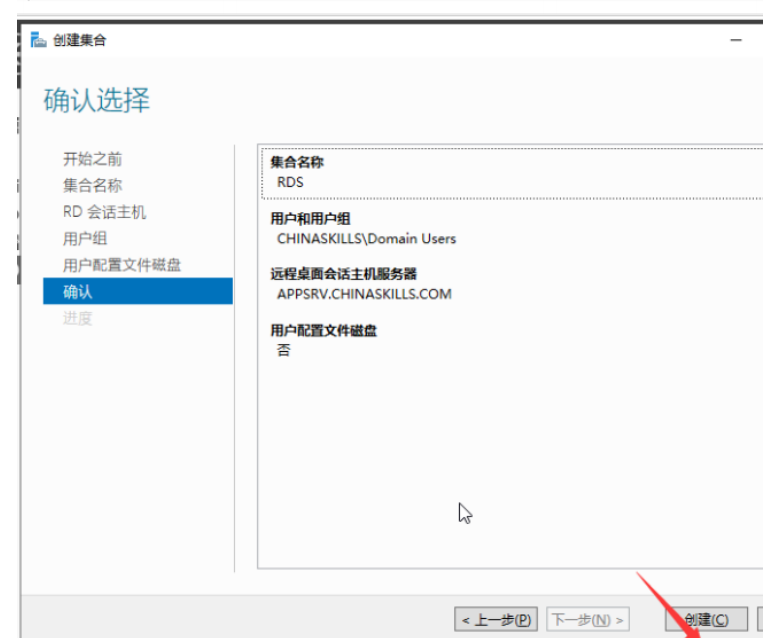 创建集合
确认选择
开始之前
集合名称
RD 会话主机
用户组
用户配置文件磁盘
确认
进度
集合名称
RDS
用户和用户组
CHINASKILLS\Domain Users
远程桌面会话主机服务器
APPSRV.CHINASKILLS.COM
用户配置文件磁盘
否
< 上一步(P)
下一步(N) >
创建(C)